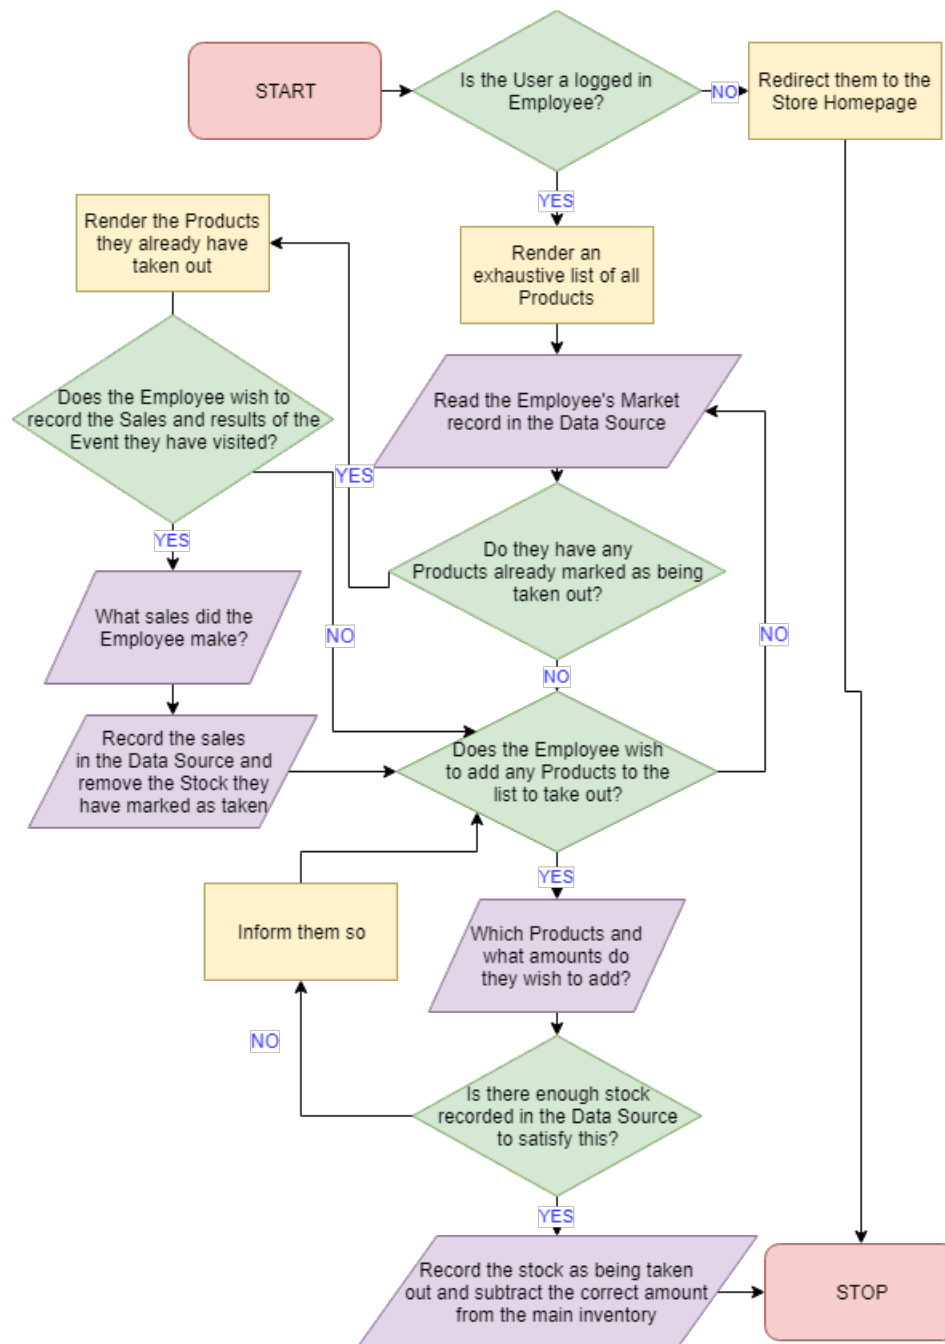 START
Is the User a logged in
Employee?
NO
Redirect them to the
Store Homepage
YES
Render the Products
they already have
taken out
Render an
exhaustive list of all
Products
Does the Employee wish to
record the Sales and results of the
Event they have visited?
Read the Employee's Market
record in the Data Source
YES
YES
Do they have any
Products already marked as being
taken out?
What sales did the
Employee make?
NO
NO
NO
Record the sales
in the Data Source and
remove the Stock they
have marked as taken
Does the Employee wish
to add any Products to the
list to take out?
YES
Inform them so
Which Products and
what amounts do
they wish to add?
NO
Is there enough stock
recorded in the Data Source
to satisfy this?
YES
Record the stock as being taken
out and subtract the correct amount
from the main inventory
STOP